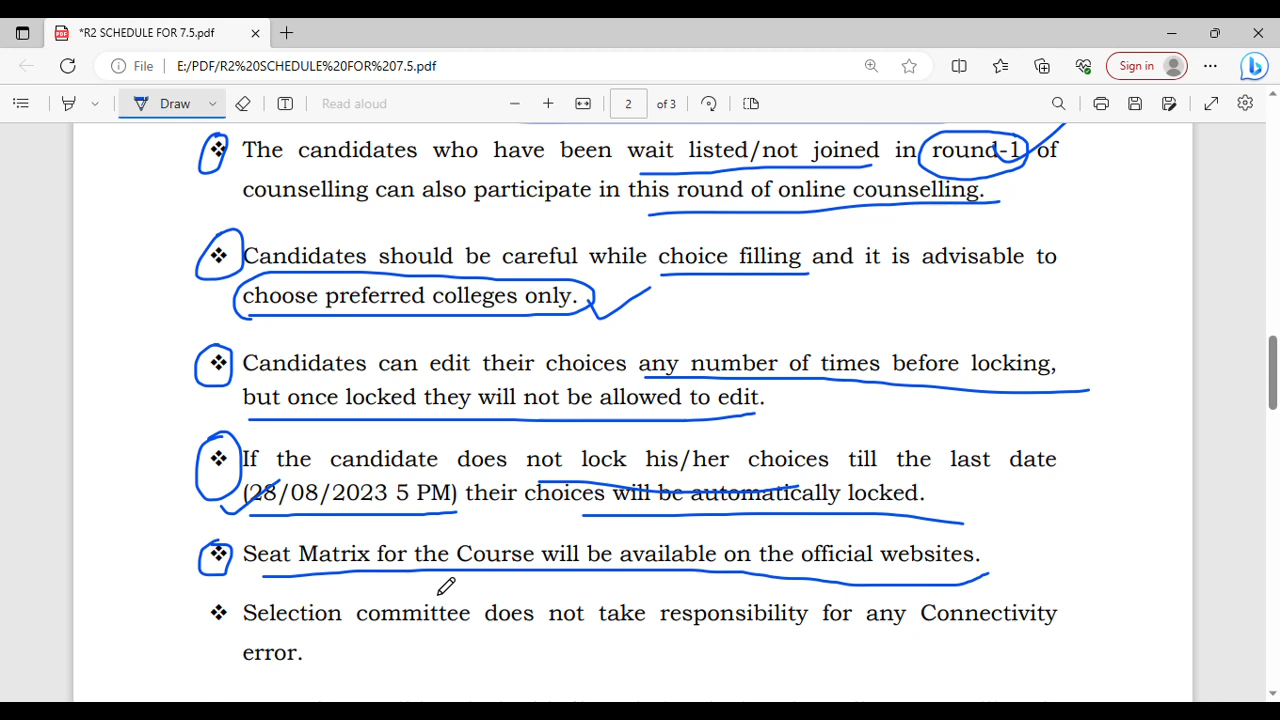 *R2 SCHEDULE FOR 7.5.pdf
File
E:/PDF/R2%20SCHEDULE%20FOR%207.5.pdf
Sign in
Draw
Read aloud
2 of 3
❖ The candidates who have been wait listed/not joined in round-1 of
counselling can also participate in this round of online counselling.
❖ Candidates should be careful while choice filling and it is advisable to
choose preferred colleges only.
❖ Candidates can edit their choices any number of times before locking,
but once locked they will not be allowed to edit.
❖ If the candidate does not lock his/her choices till the last date
(28/08/2023 5 PM) their choices will be automatically locked.
❖ Seat Matrix for the Course will be available on the official websites.
❖ Selection committee does not take responsibility for any Connectivity
error.